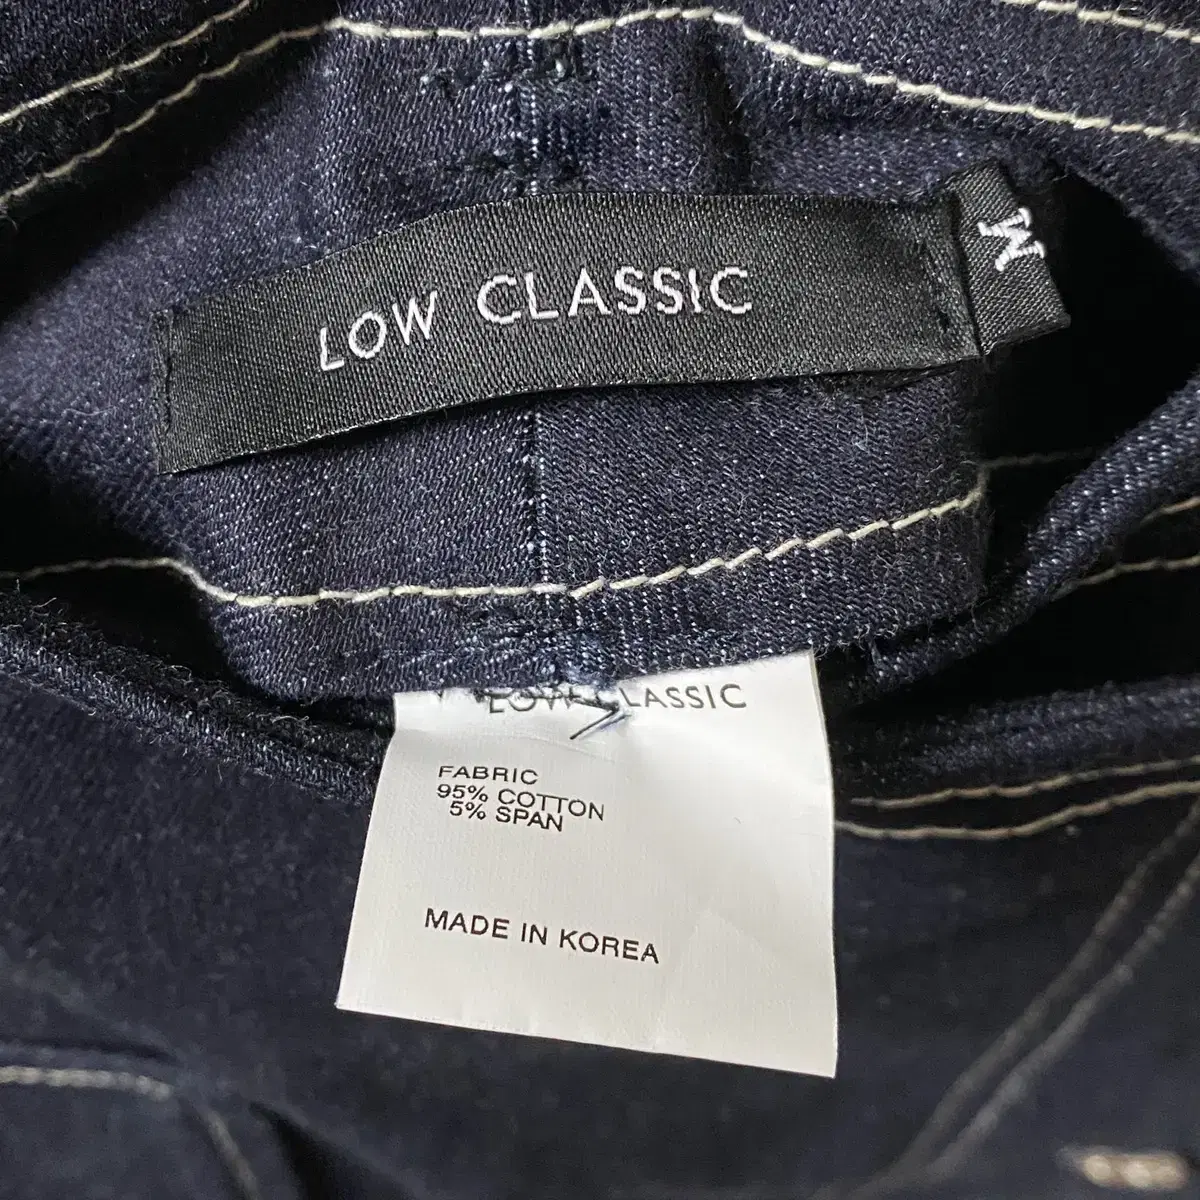 LOW CLASSIC
M
LOW CLASSIC
FABRIC
95% COTTON
5% SPAN
MADE IN KOREA